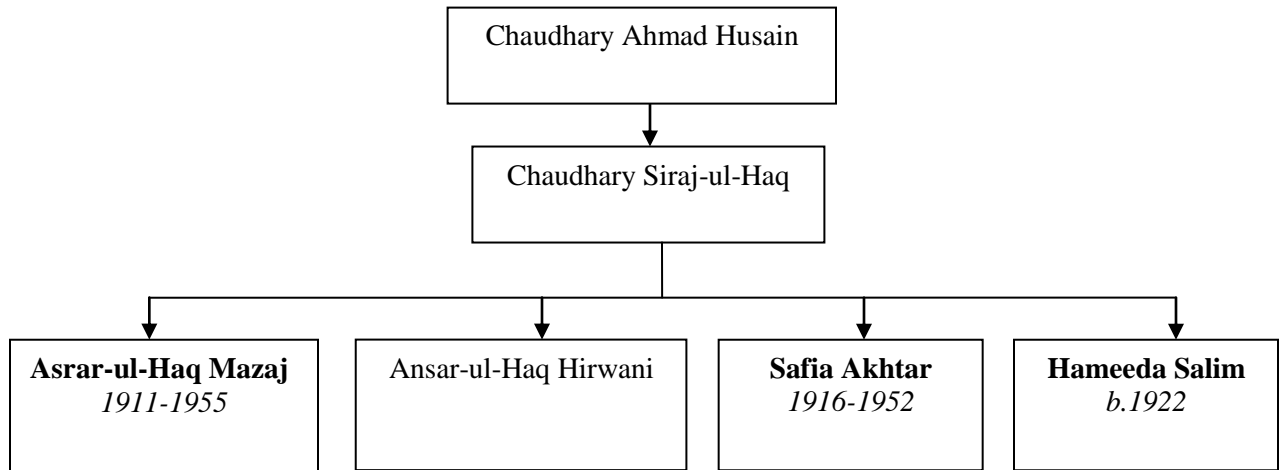 Chaudhary Ahmad Husain
Chaudhary Siraj-ul-Haq
Asrar-ul-Haq Mazaj
1911-1955
Ansar-ul-Haq Hirwani
Safia Akhtar
1916-1952
Hameeda Salim
b.1922